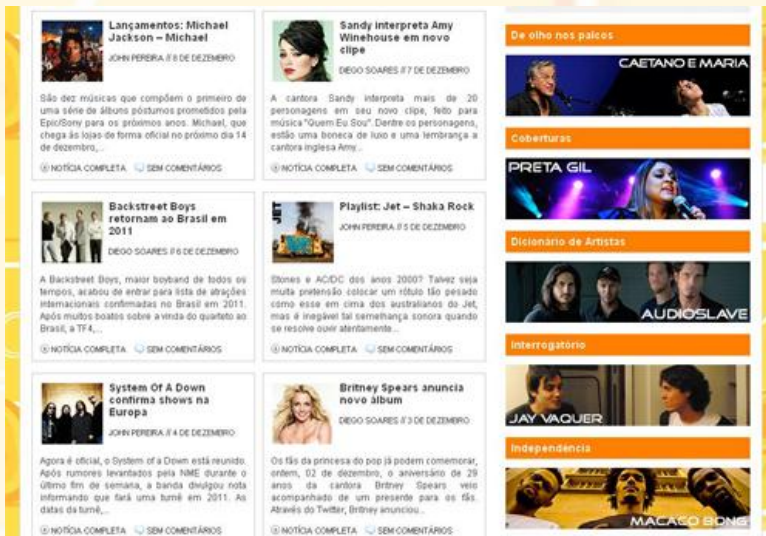 Lançamentos: Michael
Jackson – Michael
JOHN PEREIRA // 8 DE DEZEMBRO
São dez músicas que compõem o primeiro de
uma série de álbuns póstumos prometidos pela
Epic/Sony para os próximos anos. Michael, que
chega às lojas de forma oficial no próximo dia 14
de dezembro,...
NOTÍCIA COMPLETA SEM COMENTÁRIOS
Sandy interpreta Amy
Winehouse em novo
clipe
DIEGO SOARES // 7 DE DEZEMBRO
A cantora Sandy interpreta mais de 20
personagens em seu novo clipe, feito para
música "Quem Eu Sou". Dentre os personagens,
estão uma boneca de luxo e uma lembrança a
cantora inglesa Amy...
NOTÍCIA COMPLETA SEM COMENTÁRIOS
Backstreet Boys
retornam ao Brasil em
2011
DIEGO SOARES // 6 DE DEZEMBRO
A Backstreet Boys, maior boyband de todos os
tempos, acabou de entrar para lista de atrações
internacionais confirmadas no Brasil em 2011.
Após muitos boatos sobre a vinda do quarteto ao
Brasil, a TF4,...
NOTÍCIA COMPLETA SEM COMENTÁRIOS
JET
Playlist: Jet – Shaka Rock
JOHN PEREIRA // 5 DE DEZEMBRO
Stones e AC/DC dos anos 2000? Talvez seja
muita pretensão colocar um rótulo tão pesado
como esse em cima dos australianos do Jet,
mas é inegável tal semelhança sonora quando
se resolve ouvir atentamente...
NOTÍCIA COMPLETA SEM COMENTÁRIOS
System Of A Down
confirma shows na
Europa
JOHN PEREIRA // 4 DE DEZEMBRO
Agora é oficial, o System of a Down está reunido.
Após rumores levantados pela NME durante o
último fim de semana, a banda divulgou nota
informando que fará uma turnê em 2011. As
datas da turnê,...
NOTÍCIA COMPLETA SEM COMENTÁRIOS
Britney Spears anuncia
novo álbum
DIEGO SOARES // 3 DE DEZEMBRO
Os fãs da princesa do pop já podem comemorar,
ontem, 02 de dezembro, o aniversário de 29
anos da cantora Britney Spears veio
acompanhado de um presente para os fãs.
Através do Twitter, Britney anunciou...
NOTÍCIA COMPLETA SEM COMENTÁRIOS
De olho nos palcos
CAETANO E MARIA
Coberturas
PRETA GIL
Dicionário de Artistas
AUDIOSLAVE
Interrogatório
JAY VAQUER
Independência
MACACO BONG